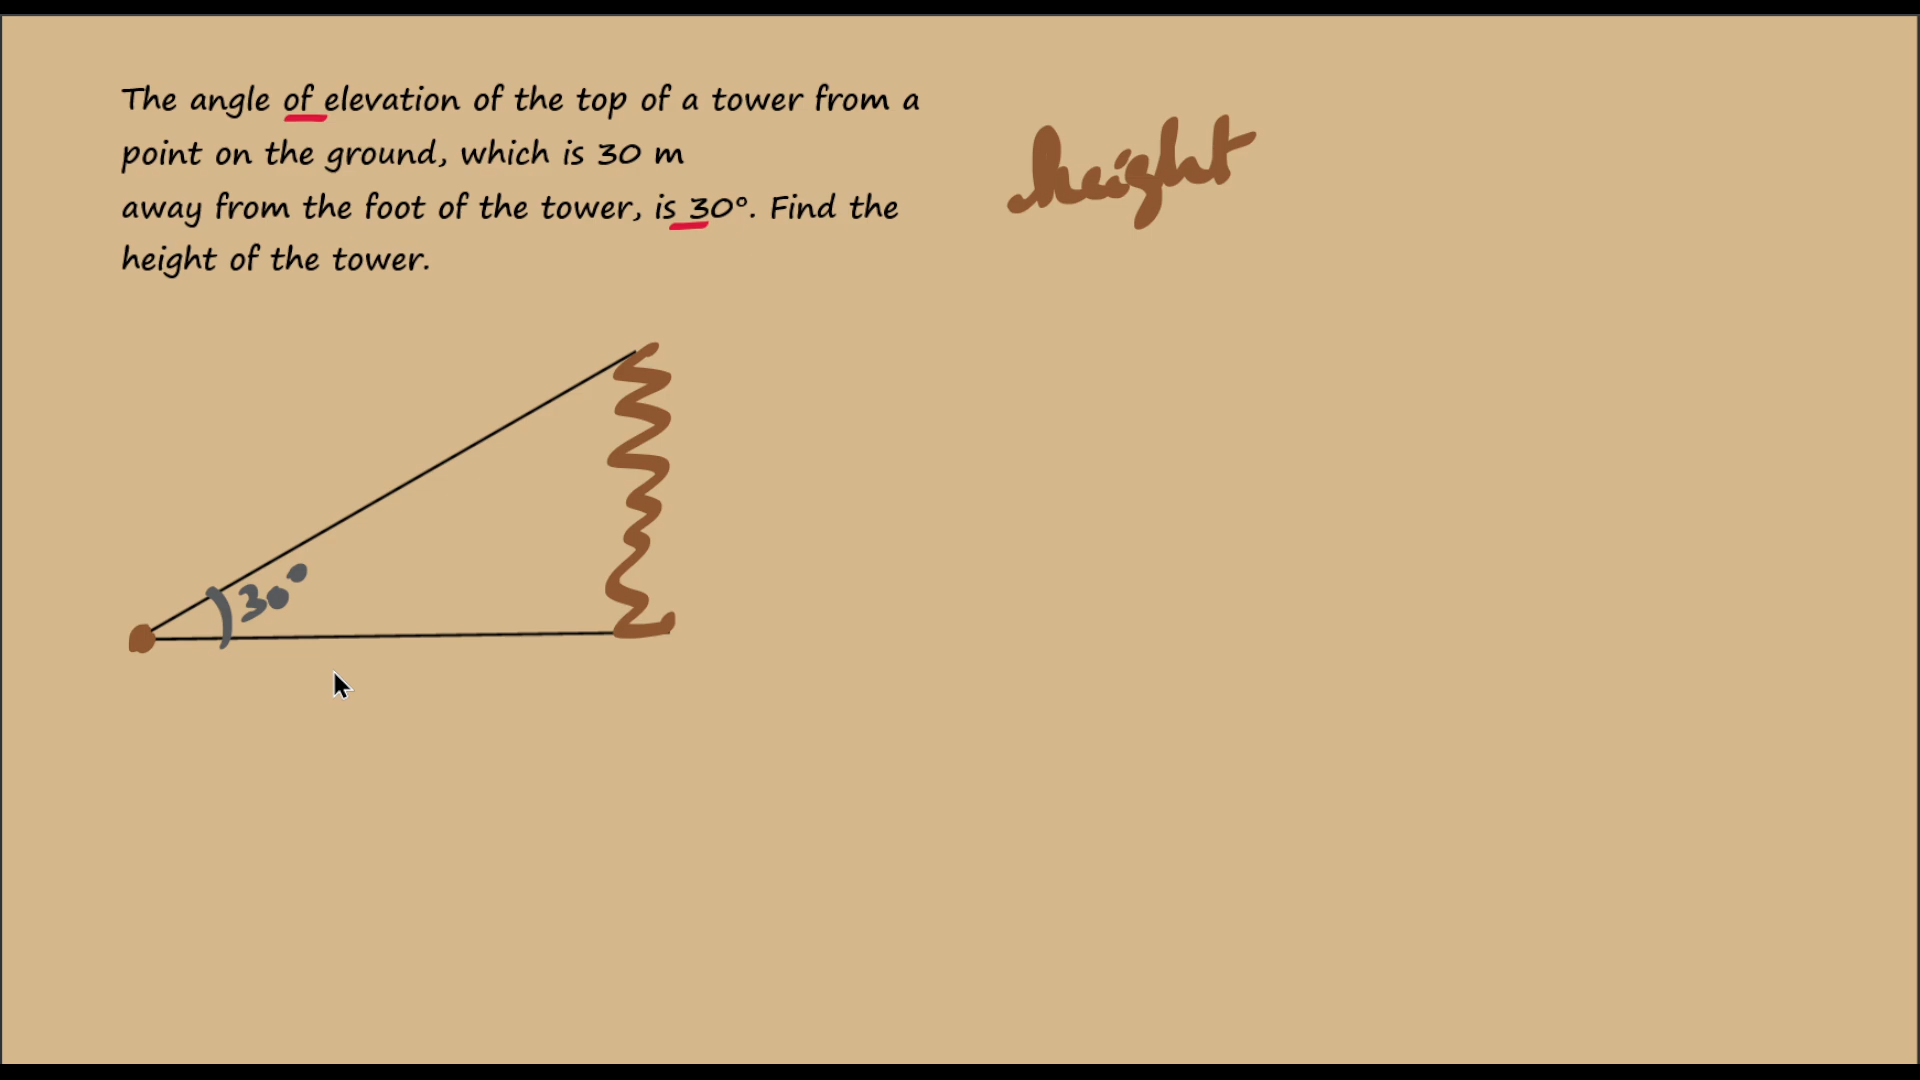 The angle of elevation of the top of a tower from a
point on the ground, which is 30 m
away from the foot of the tower, is 30°. Find the
height of the tower.
height
30°